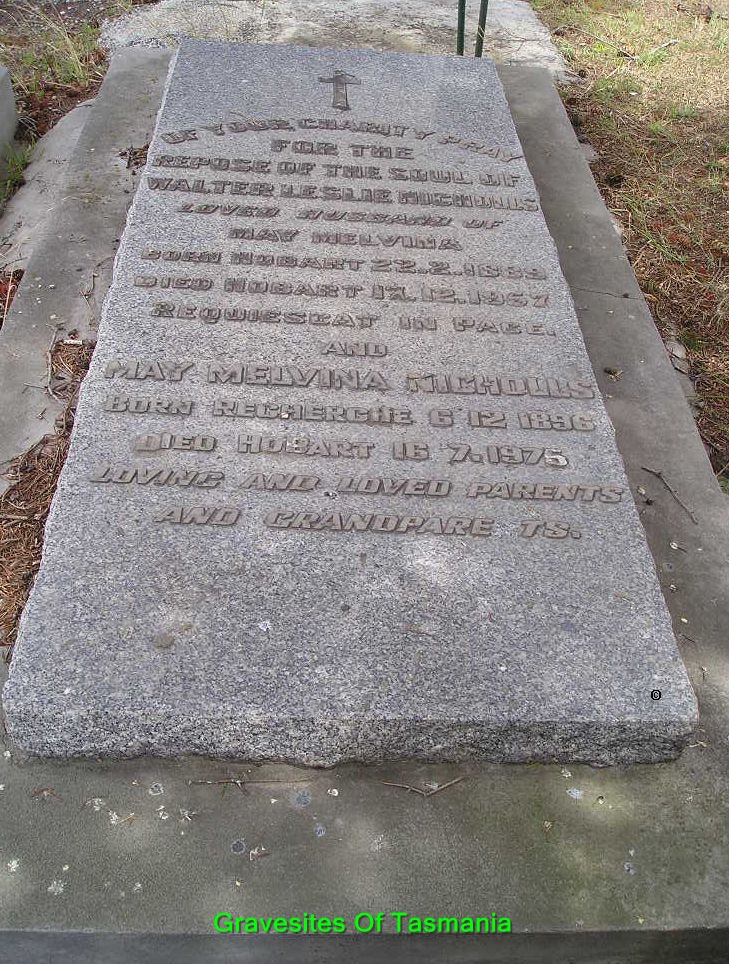 OF YOUR CHARITY PRAY
FOR THE
REPOSE OF THE SOUL OF
WALTER LESLIE NICHOLLS
LOVED HUSBAND OF
MAY MELVINA
BORN HOBART 22.2.1889
DIED HOBART 17.12.1957
REQUIESCAT IN PACE.
AND
MAY MELVINA NICHOLLS
BORN RECHERCHE 6 12 1896
DIED HOBART 16 7.1975
LOVING AND LOVED PARENTS
AND GRANDPARE TS.
Gravesites Of Tasmania